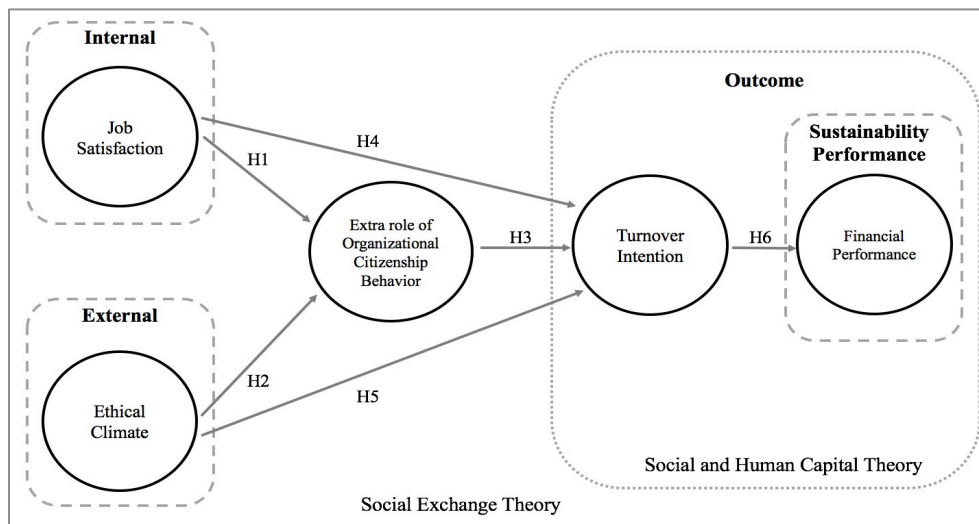 Internal
Job
Satisfaction
H4
H1
Extra role of
Organizational
Citizenship
Behavior
H3
External
Ethical
Climate
H2
H5
Outcome
Turnover
Intention
H6
Sustainability
Performance
Financial
Performance
Social and Human Capital Theory
Social Exchange Theory